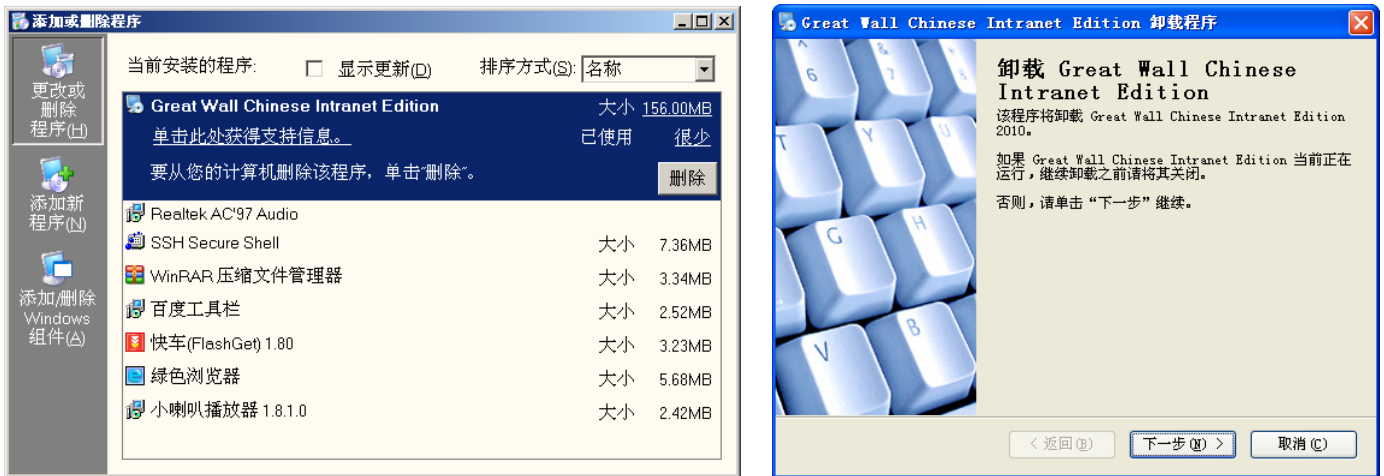 添加或删除程序
更改或
删除
程序(H)
添加新
程序(N)
添加/删除
Windows
组件(A)
当前安装的程序: 显示更新(D) 排序方式(S): 名称
Great Wall Chinese Intranet Edition 大小 156.00MB
单击此处获得支持信息。 已使用 很少
要从您的计算机删除该程序，单击“删除”。 删除
Realtek AC'97 Audio
SSH Secure Shell 大小 7.36MB
WinRAR 压缩文件管理器 大小 3.34MB
百度工具栏 大小 2.52MB
快车(FlashGet) 1.80 大小 3.23MB
绿色浏览器 大小 5.68MB
小喇叭播放器 1.8.1.0 大小 2.42MB
Great Wall Chinese Intranet Edition 卸载程序
卸载 Great Wall Chinese
Intranet Edition
该程序将卸载 Great Wall Chinese Intranet Edition
2010。
如果 Great Wall Chinese Intranet Edition 当前正在
运行，继续卸载之前请将其关闭。
否则，请单击“下一步”继续。
^ & 6 7
T Y U
G H
V B
< 返回(B) 下一步(N) > 取消(C)